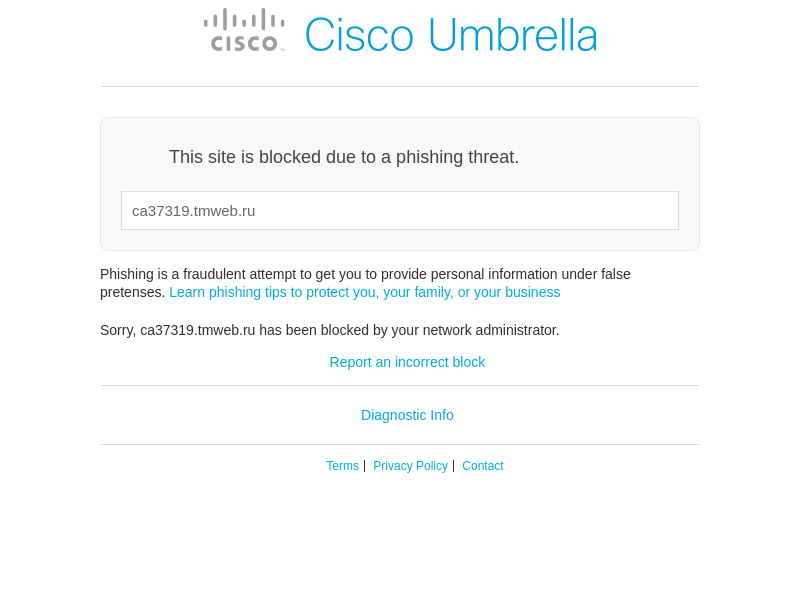 CISCO Cisco Umbrella
This site is blocked due to a phishing threat.
ca37319.tmweb.ru
Phishing is a fraudulent attempt to get you to provide personal information under false
pretenses. Learn phishing tips to protect you, your family, or your business
Sorry, ca37319.tmweb.ru has been blocked by your network administrator.
Report an incorrect block
Diagnostic Info
Terms | Privacy Policy | Contact